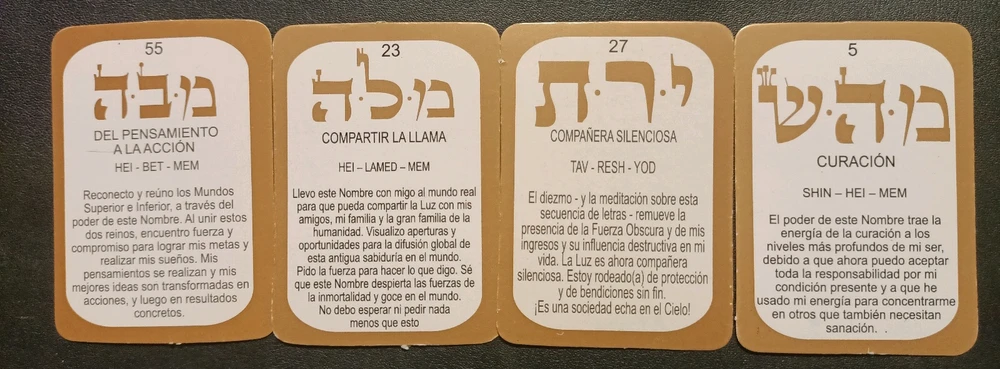 55
מ·ב·ה
DEL PENSAMIENTO
A LA ACCIÓN
HEI - BET - MEM
Reconecto y reúno los Mundos
Superior e Inferior, a través del
poder de este Nombre. Al unir estos
dos reinos, encuentro fuerza y
compromiso para lograr mis metas y
realizar mis sueños. Mis
pensamientos se realizan y mis
mejores ideas son transformadas en
acciones, y luego en resultados
concretos.
23
מ·ל·ה
COMPARTIR LA LLAMA
HEI – LAMED – MEM
Llevo este Nombre con migo al mundo real
para que pueda compartir la Luz con mis
amigos, mi familia y la gran familia de la
humanidad. Visualizo aperturas y
oportunidades para la difusión global de
esta antigua sabiduría en el mundo.
Pido la fuerza para hacer lo que digo. Sé
que este Nombre despierta las fuerzas de
la inmortalidad y goce en el mundo.
No debo esperar ni pedir nada
menos que esto
27
י·ר·ת
COMPAÑERA SILENCIOSA
TAV - RESH - YOD
El diezmo - y la meditación sobre esta
secuencia de letras - remueve la
presencia de la Fuerza Obscura y de mis
ingresos y su influencia destructiva en mi
vida. La Luz es ahora compañera
silenciosa. Estoy rodeado(a) de protección
y de bendiciones sin fin.
¡Es una sociedad echa en el Cielo!
5
מ·ה·ש
CURACIÓN
SHIN – HEI – MEM
El poder de este Nombre trae la
energía de la curación a los
niveles más profundos de mi ser,
debido a que ahora puedo aceptar
toda la responsabilidad por mi
condición presente y a que he
usado mi energía para concentrarme
en otros que también necesitan
sanación. .